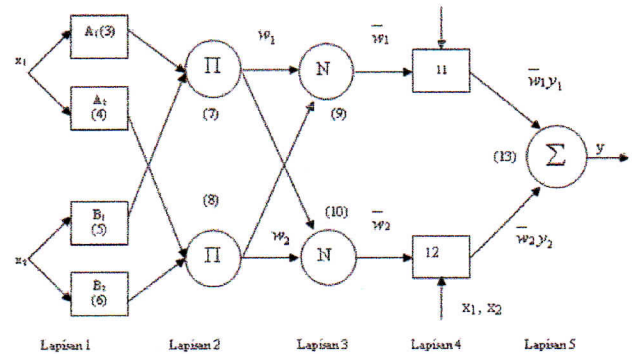 x₁
A₁(3)
A₂
(4)
B₁
(5)
x₂
B₂
(6)
Π
(7)
(8)
Π
w₁
w₂
N
(9)
(10)
N
w̅₁
w̅₂
11
12
x₁, x₂
w̅₁y₁
w̅₂y₂
(13)
Σ
y
Lapisan 1
Lapisan 2
Lapisan 3
Lapisan 4
Lapisan 5